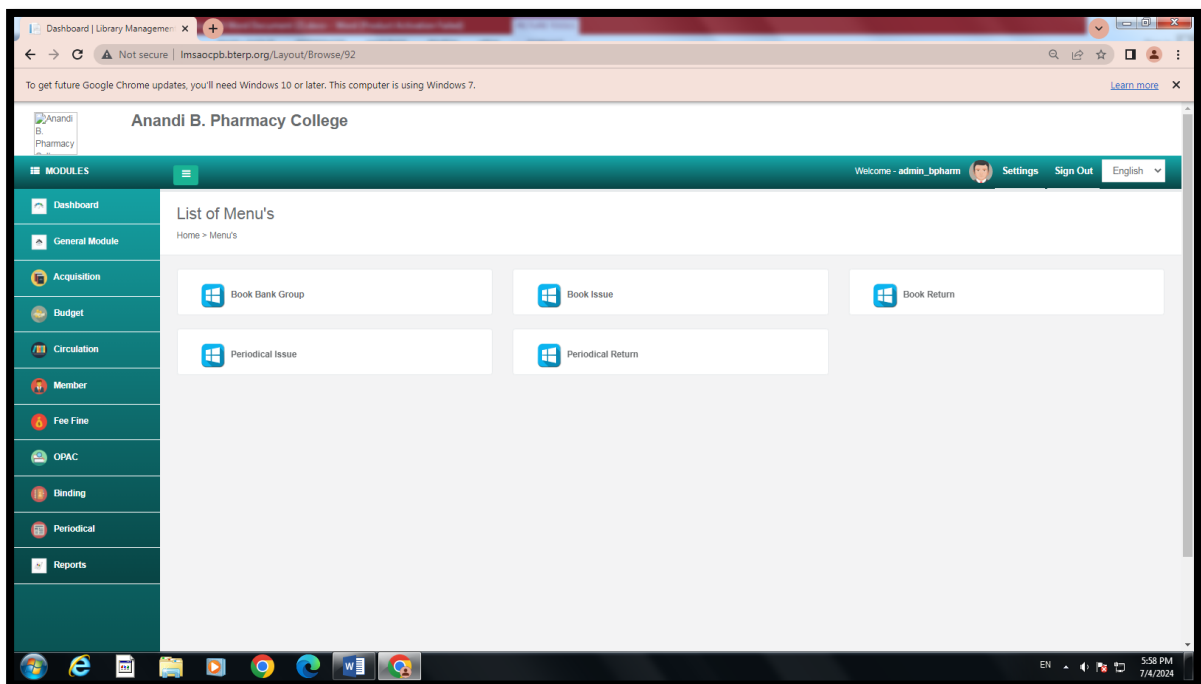 Dashboard | Library Managemen
Not secure | lmsaocpb.bterp.org/Layout/Browse/92
To get future Google Chrome updates, you'll need Windows 10 or later. This computer is using Windows 7.
Learn more
Anandi
B.
Pharmacy
Anandi B. Pharmacy College
MODULES
Welcome - admin_bpharm
Settings
Sign Out
English
Dashboard
General Module
Acquisition
Budget
Circulation
Member
Fee Fine
OPAC
Binding
Periodical
Reports
List of Menu's
Home > Menu's
Book Bank Group
Book Issue
Book Return
Periodical Issue
Periodical Return
EN
5:58 PM
7/4/2024